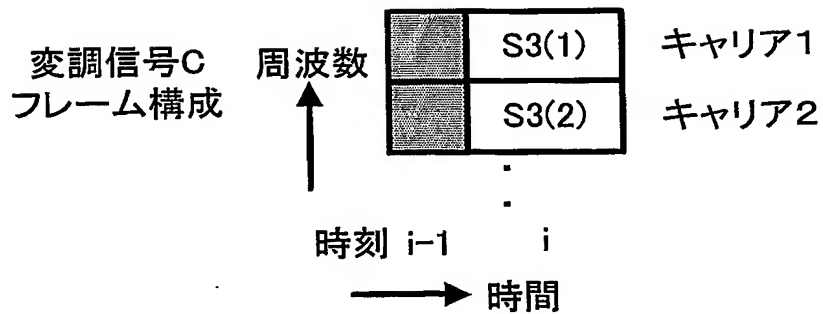 変調信号C
フレーム構成
周波数
S3(1) キャリア1
S3(2) キャリア2
時刻 i-1 i
時間